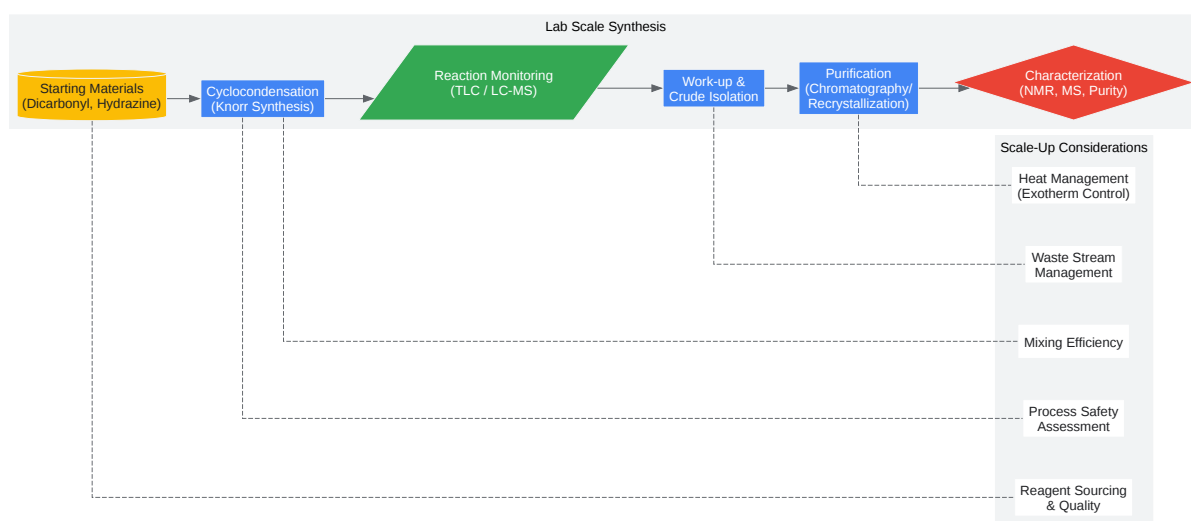 Lab Scale Synthesis
Starting Materials
(Dicarbonyl, Hydrazine)
Cyclocondensation
(Knorr Synthesis)
Reaction Monitoring
(TLC / LC-MS)
Work-up &
Crude Isolation
Purification
(Chromatography/
Recrystallization)
Characterization
(NMR, MS, Purity)
Scale-Up Considerations
Heat Management
(Exotherm Control)
Waste Stream
Management
Mixing Efficiency
Process Safety
Assessment
Reagent Sourcing
& Quality